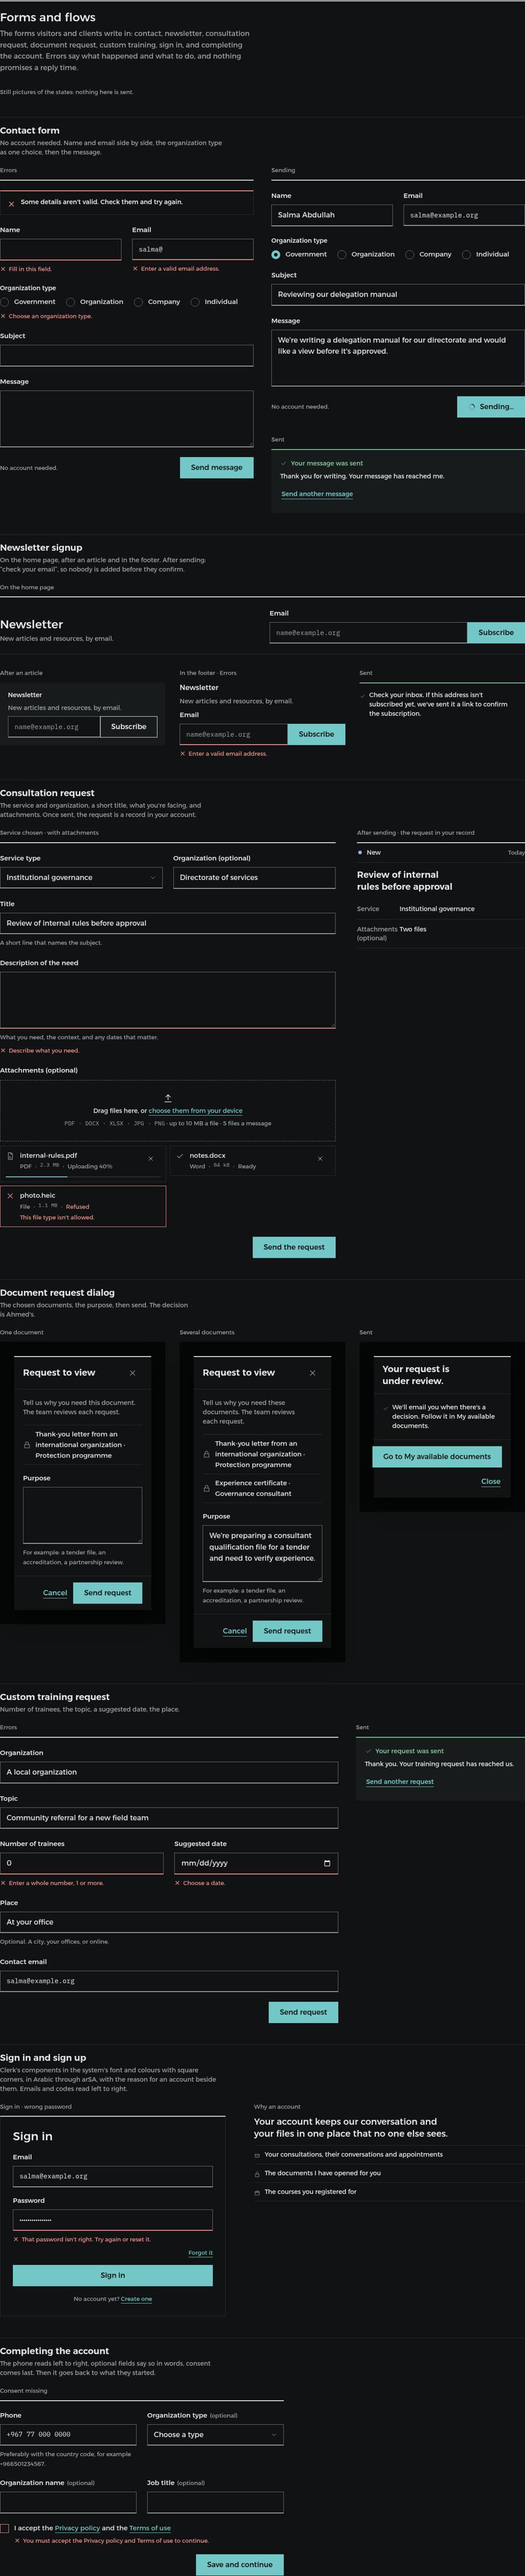 Forms and flows
The forms visitors and clients write in: contact, newsletter, consultation
request, document request, custom training, sign in, and completing
the account. Errors say what happened and what to do, and nothing
promises a reply time.
Still pictures of the states: nothing here is sent.
Contact form
No account needed. Name and email side by side, the organization type
as one choice, then the message.
Errors
Some details aren't valid. Check them and try again.
Name
Email
salma@
Fill in this field.
Enter a valid email address.
Organization type
Government
Organization
Company
Individual
Choose an organization type.
Subject
Message
No account needed.
Send message
Sending
Name
Email
Salma Abdullah
salma@example.org
Organization type
Government
Organization
Company
Individual
Subject
Reviewing our delegation manual
Message
We're writing a delegation manual for our directorate and would
like a view before it's approved.
No account needed.
Sending…
Sent
Your message was sent
Thank you for writing. Your message has reached me.
Send another message
Newsletter signup
On the home page, after an article and in the footer. After sending:
"check your email", so nobody is added before they confirm.
On the home page
Newsletter
New articles and resources, by email.
Email
name@example.org
Subscribe
After an article
Newsletter
New articles and resources, by email.
name@example.org
Subscribe
In the footer · Errors
Newsletter
New articles and resources, by email.
Email
name@example.org
Subscribe
Enter a valid email address.
Sent
Check your inbox. If this address isn't
subscribed yet, we've sent it a link to confirm
the subscription.
Consultation request
The service and organization, a short title, what you're facing, and
attachments. Once sent, the request is a record in your account.
Service chosen · with attachments
Service type
Organization (optional)
Institutional governance
Directorate of services
Title
Review of internal rules before approval
A short line that names the subject.
Description of the need
What you need, the context, and any dates that matter.
Describe what you need.
Attachments (optional)
Drag files here, or choose them from your device
PDF · DOCX · XLSX · JPG · PNG · up to 10 MB a file · 5 files a message
internal-rules.pdf
PDF · 2.3 MB · Uploading 40%
notes.docx
Word · 84 kB · Ready
photo.heic
File · 1.1 MB · Refused
This file type isn't allowed.
Send the request
After sending · the request in your record
New
Today
Review of internal
rules before approval
Service
Institutional governance
Attachments
(optional)
Two files
Document request dialog
The chosen documents, the purpose, then send. The decision
is Ahmed's.
One document
Request to view
Tell us why you need this document.
The team reviews each request.
Thank-you letter from an
international organization ·
Protection programme
Purpose
For example: a tender file, an
accreditation, a partnership review.
Cancel
Send request
Several documents
Request to view
Tell us why you need these
documents. The team reviews
each request.
Thank-you letter from an
international organization ·
Protection programme
Experience certificate ·
Governance consultant
Purpose
We're preparing a consultant
qualification file for a tender
and need to verify experience.
For example: a tender file, an
accreditation, a partnership review.
Cancel
Send request
Sent
Your request is
under review.
We'll email you when there's a
decision. Follow it in My available
documents.
Go to My available documents
Close
Custom training request
Number of trainees, the topic, a suggested date, the place.
Errors
Organization
A local organization
Topic
Community referral for a new field team
Number of trainees
Suggested date
0
mm/dd/yyyy
Enter a whole number, 1 or more.
Choose a date.
Place
At your office
Optional. A city, your offices, or online.
Contact email
salma@example.org
Send request
Sent
Your request was sent
Thank you. Your training request has reached us.
Send another request
Sign in and sign up
Clerk's components in the system's font and colours with square
corners, in Arabic through arSA, with the reason for an account beside
them. Emails and codes read left to right.
Sign in · wrong password
Sign in
Email
salma@example.org
Password
That password isn't right. Try again or reset it.
Forgot it
Sign in
No account yet? Create one
Why an account
Your account keeps our conversation and
your files in one place that no one else sees.
Your consultations, their conversations and appointments
The documents I have opened for you
The courses you registered for
Completing the account
The phone reads left to right, optional fields say so in words, consent
comes last. Then it goes back to what they started.
Consent missing
Phone
Organization type (optional)
+967 77 000 0000
Choose a type
Preferably with the country code, for example
+966501234567.
Organization name (optional)
Job title (optional)
I accept the Privacy policy and the Terms of use
You must accept the Privacy policy and Terms of use to continue.
Save and continue